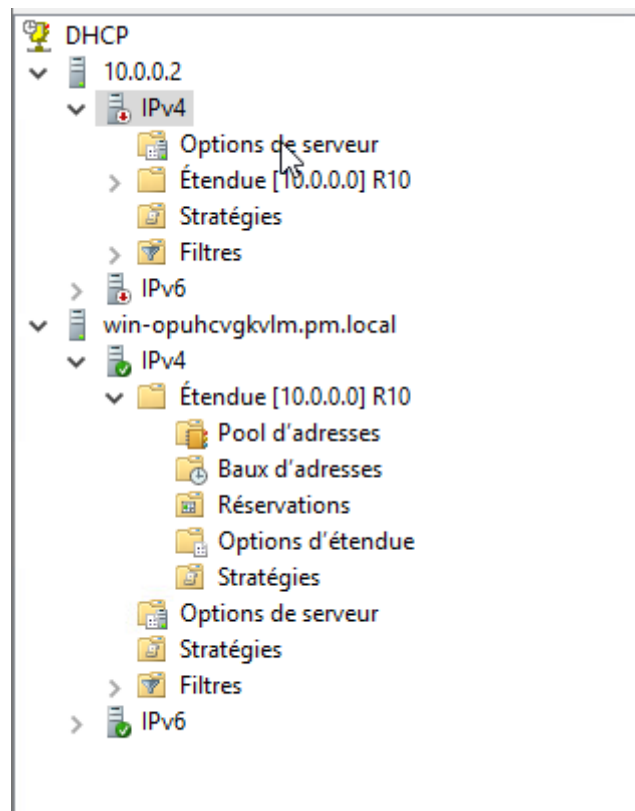 DHCP
10.0.0.2
IPv4
Options de serveur
Étendue [10.0.0.0] R10
Stratégies
Filtres
IPv6
win-opuhcvgkvlm.pm.local
IPv4
Étendue [10.0.0.0] R10
Pool d’adresses
Baux d’adresses
Réservations
Options d’étendue
Stratégies
Options de serveur
Stratégies
Filtres
IPv6